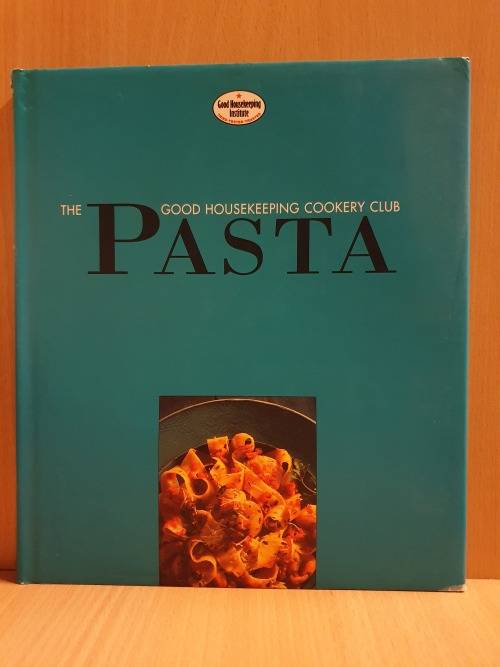 Good Housekeeping
Institute
THE GOOD HOUSEKEEPING COOKERY CLUB
PASTA